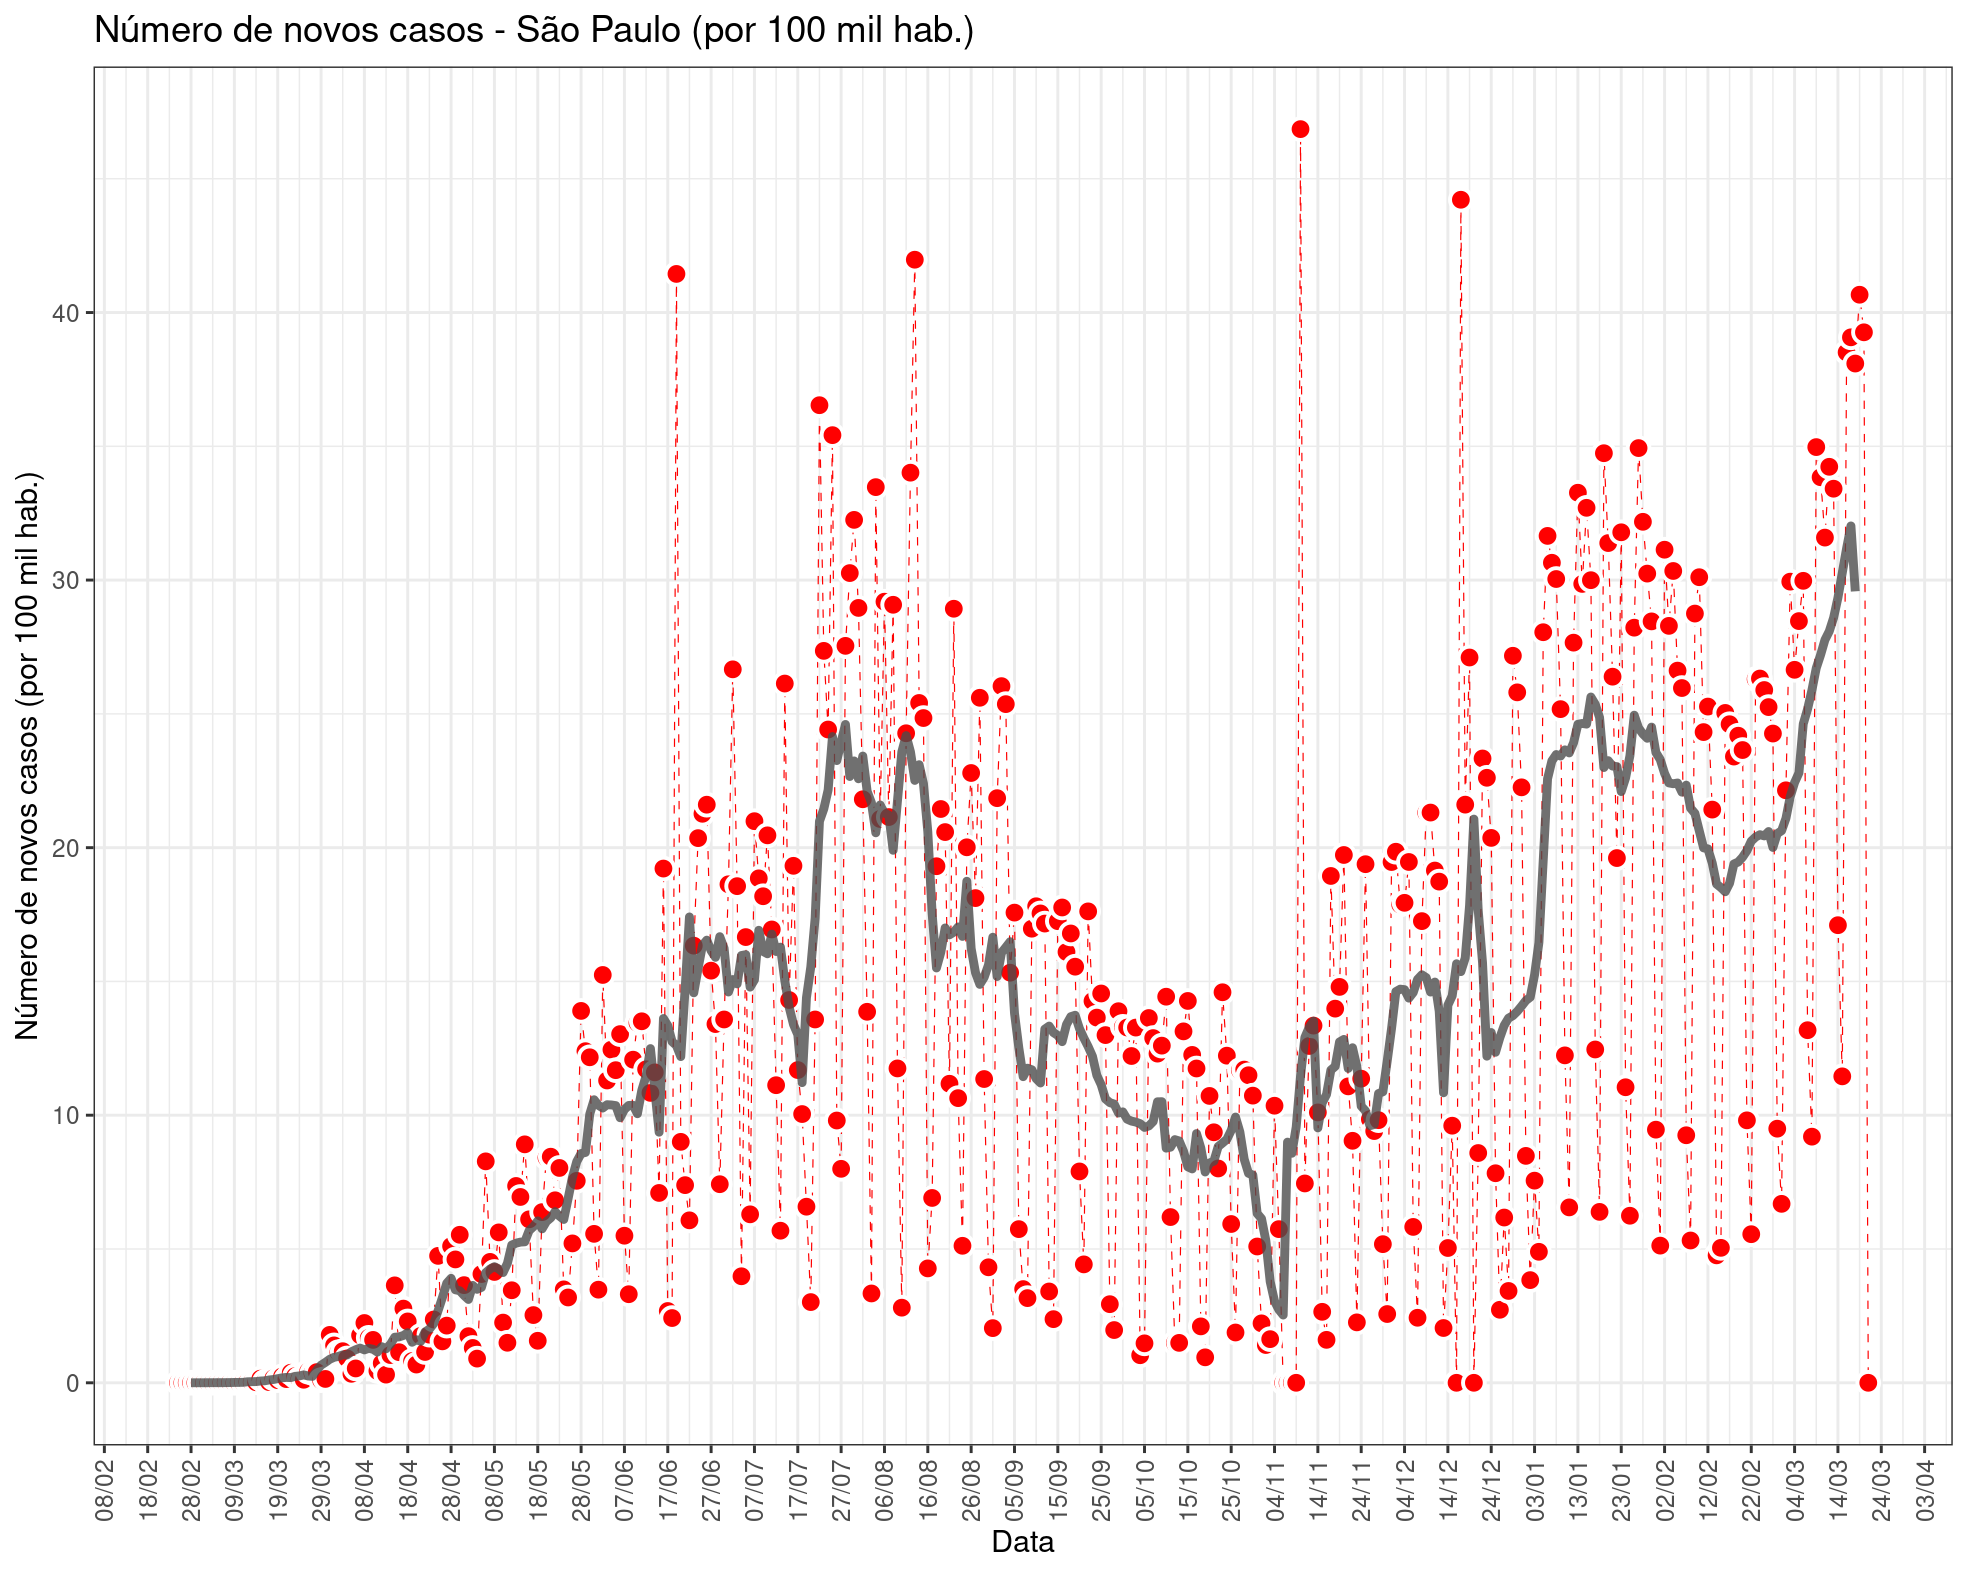 Número de novos casos - São Paulo (por 100 mil hab.)
Número de novos casos (por 100 mil hab.)
40
30
20
10
0
08/02 18/02 28/02 09/03 19/03 29/03 08/04 18/04 28/04 08/05 18/05 28/05 07/06 17/06 27/06 07/07 17/07 27/07 06/08 16/08 26/08 05/09 15/09 25/09 05/10 15/10 25/10 04/11 14/11 24/11 04/12 14/12 24/12 03/01 13/01 23/01 02/02 12/02 22/02 04/03 14/03 24/03 03/04
Data